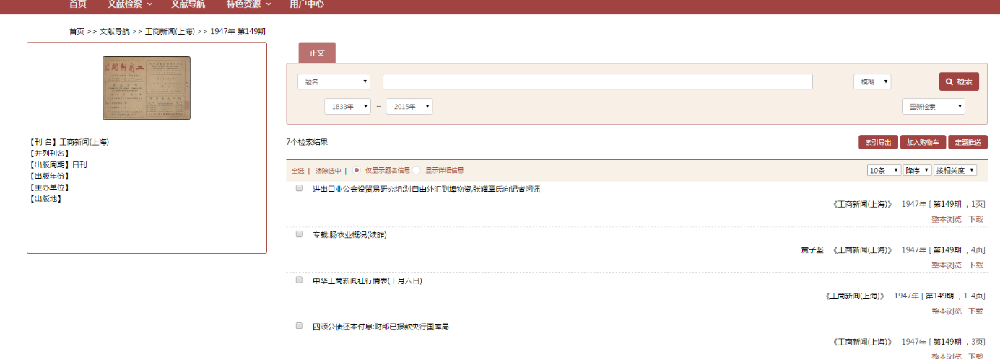 首页 文献检索 文献导航 特色资源 用户中心
首页 >> 文献导航 >> 工商新闻(上海) >> 1947年 第149期
工商新闻
【刊 名】工商新闻(上海)
【并列刊名】
【出版周期】日刊
【出版年份】
【主办单位】
【出版地】
正文
题名 模糊 检索
1833年 ~ 2015年 重新检索
7个检索结果 索引导出 加入购物车 定题推送
全选 | 清除选中 | 仅显示题名信息 显示详细信息 10条 降序 按相关度
进出口业公会设贸易研究组:对自由外汇到埠物资,张耀章氏向记者闲谣
《工商新闻(上海)》 1947年 [ 第149期 , 1页]
整本浏览 下载
专载:肠衣业概况(续昨)
黄子坚 《工商新闻(上海)》 1947年 [ 第149期 , 4页]
整本浏览 下载
中华工商新闻社行情表(十月六日)
《工商新闻(上海)》 1947年 [ 第149期 , 1-4页]
整本浏览 下载
四颂公债还本付息:财部已报款央行国库局
《工商新闻(上海)》 1947年 [ 第149期 , 3页]
整本浏览 下载